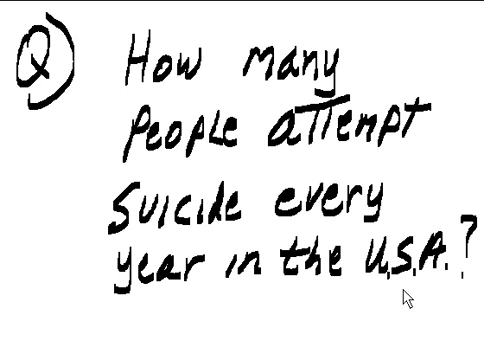 Q) How many
people attempt
suicide every
year in the U.S.A.?